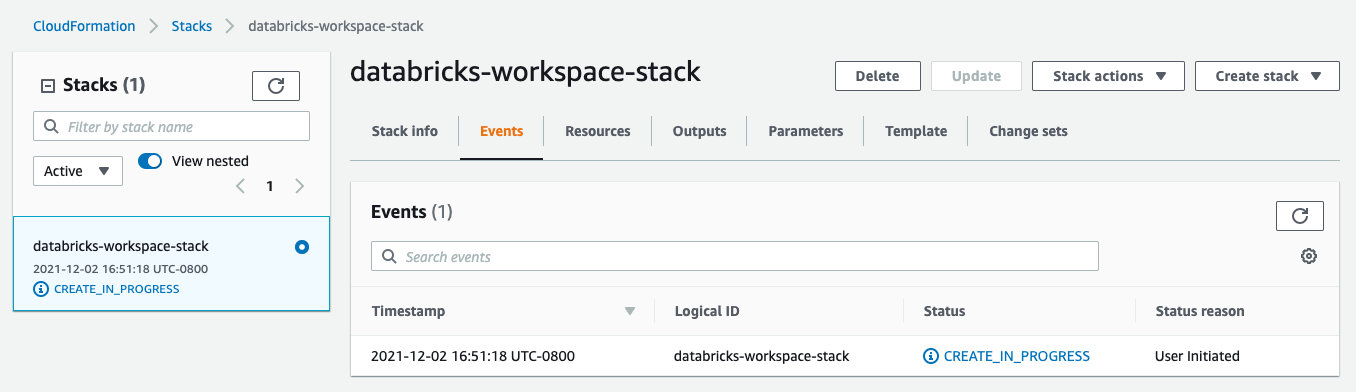 CloudFormation > Stacks > databricks-workspace-stack
Stacks (1)
Filter by stack name
Active
View nested
1
databricks-workspace-stack
2021-12-02 16:51:18 UTC-0800
CREATE_IN_PROGRESS
databricks-workspace-stack
Delete
Update
Stack actions
Create stack
Stack info
Events
Resources
Outputs
Parameters
Template
Change sets
Events (1)
Search events
Timestamp Logical ID Status Status reason
2021-12-02 16:51:18 UTC-0800 databricks-workspace-stack CREATE_IN_PROGRESS User Initiated